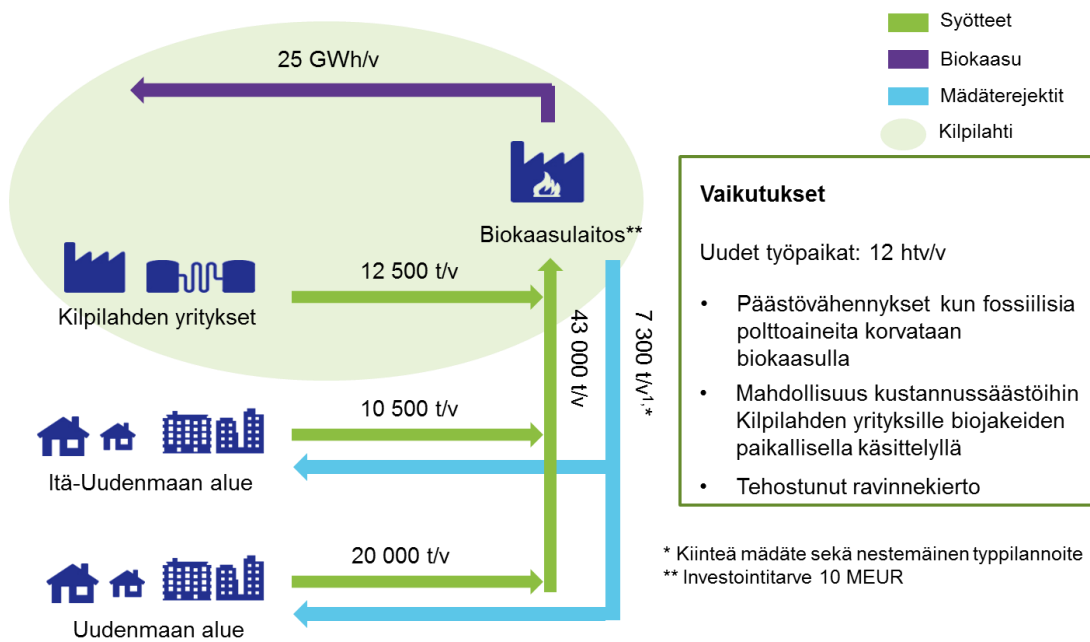 25 GWh/v
Syötteet
Biokaasu
Mädäterejektit
Kilpilahti
Biokaasulaitos**
12 500 t/v
Kilpilahden yritykset
43 000 t/v
7 300 t/v1,*
10 500 t/v
Itä-Uudenmaan alue
20 000 t/v
Uudenmaan alue
Vaikutukset
Uudet työpaikat: 12 htv/v
• Päästövähennykset kun fossiilisia
polttoaineita korvataan
biokaasulla
• Mahdollisuus kustannussäästöihin
Kilpilahden yrityksille biojakeiden
paikallisella käsittelyllä
• Tehostunut ravinnekierto
* Kiinteä mädäte sekä nestemäinen typpilannoite
** Investointitarve 10 MEUR